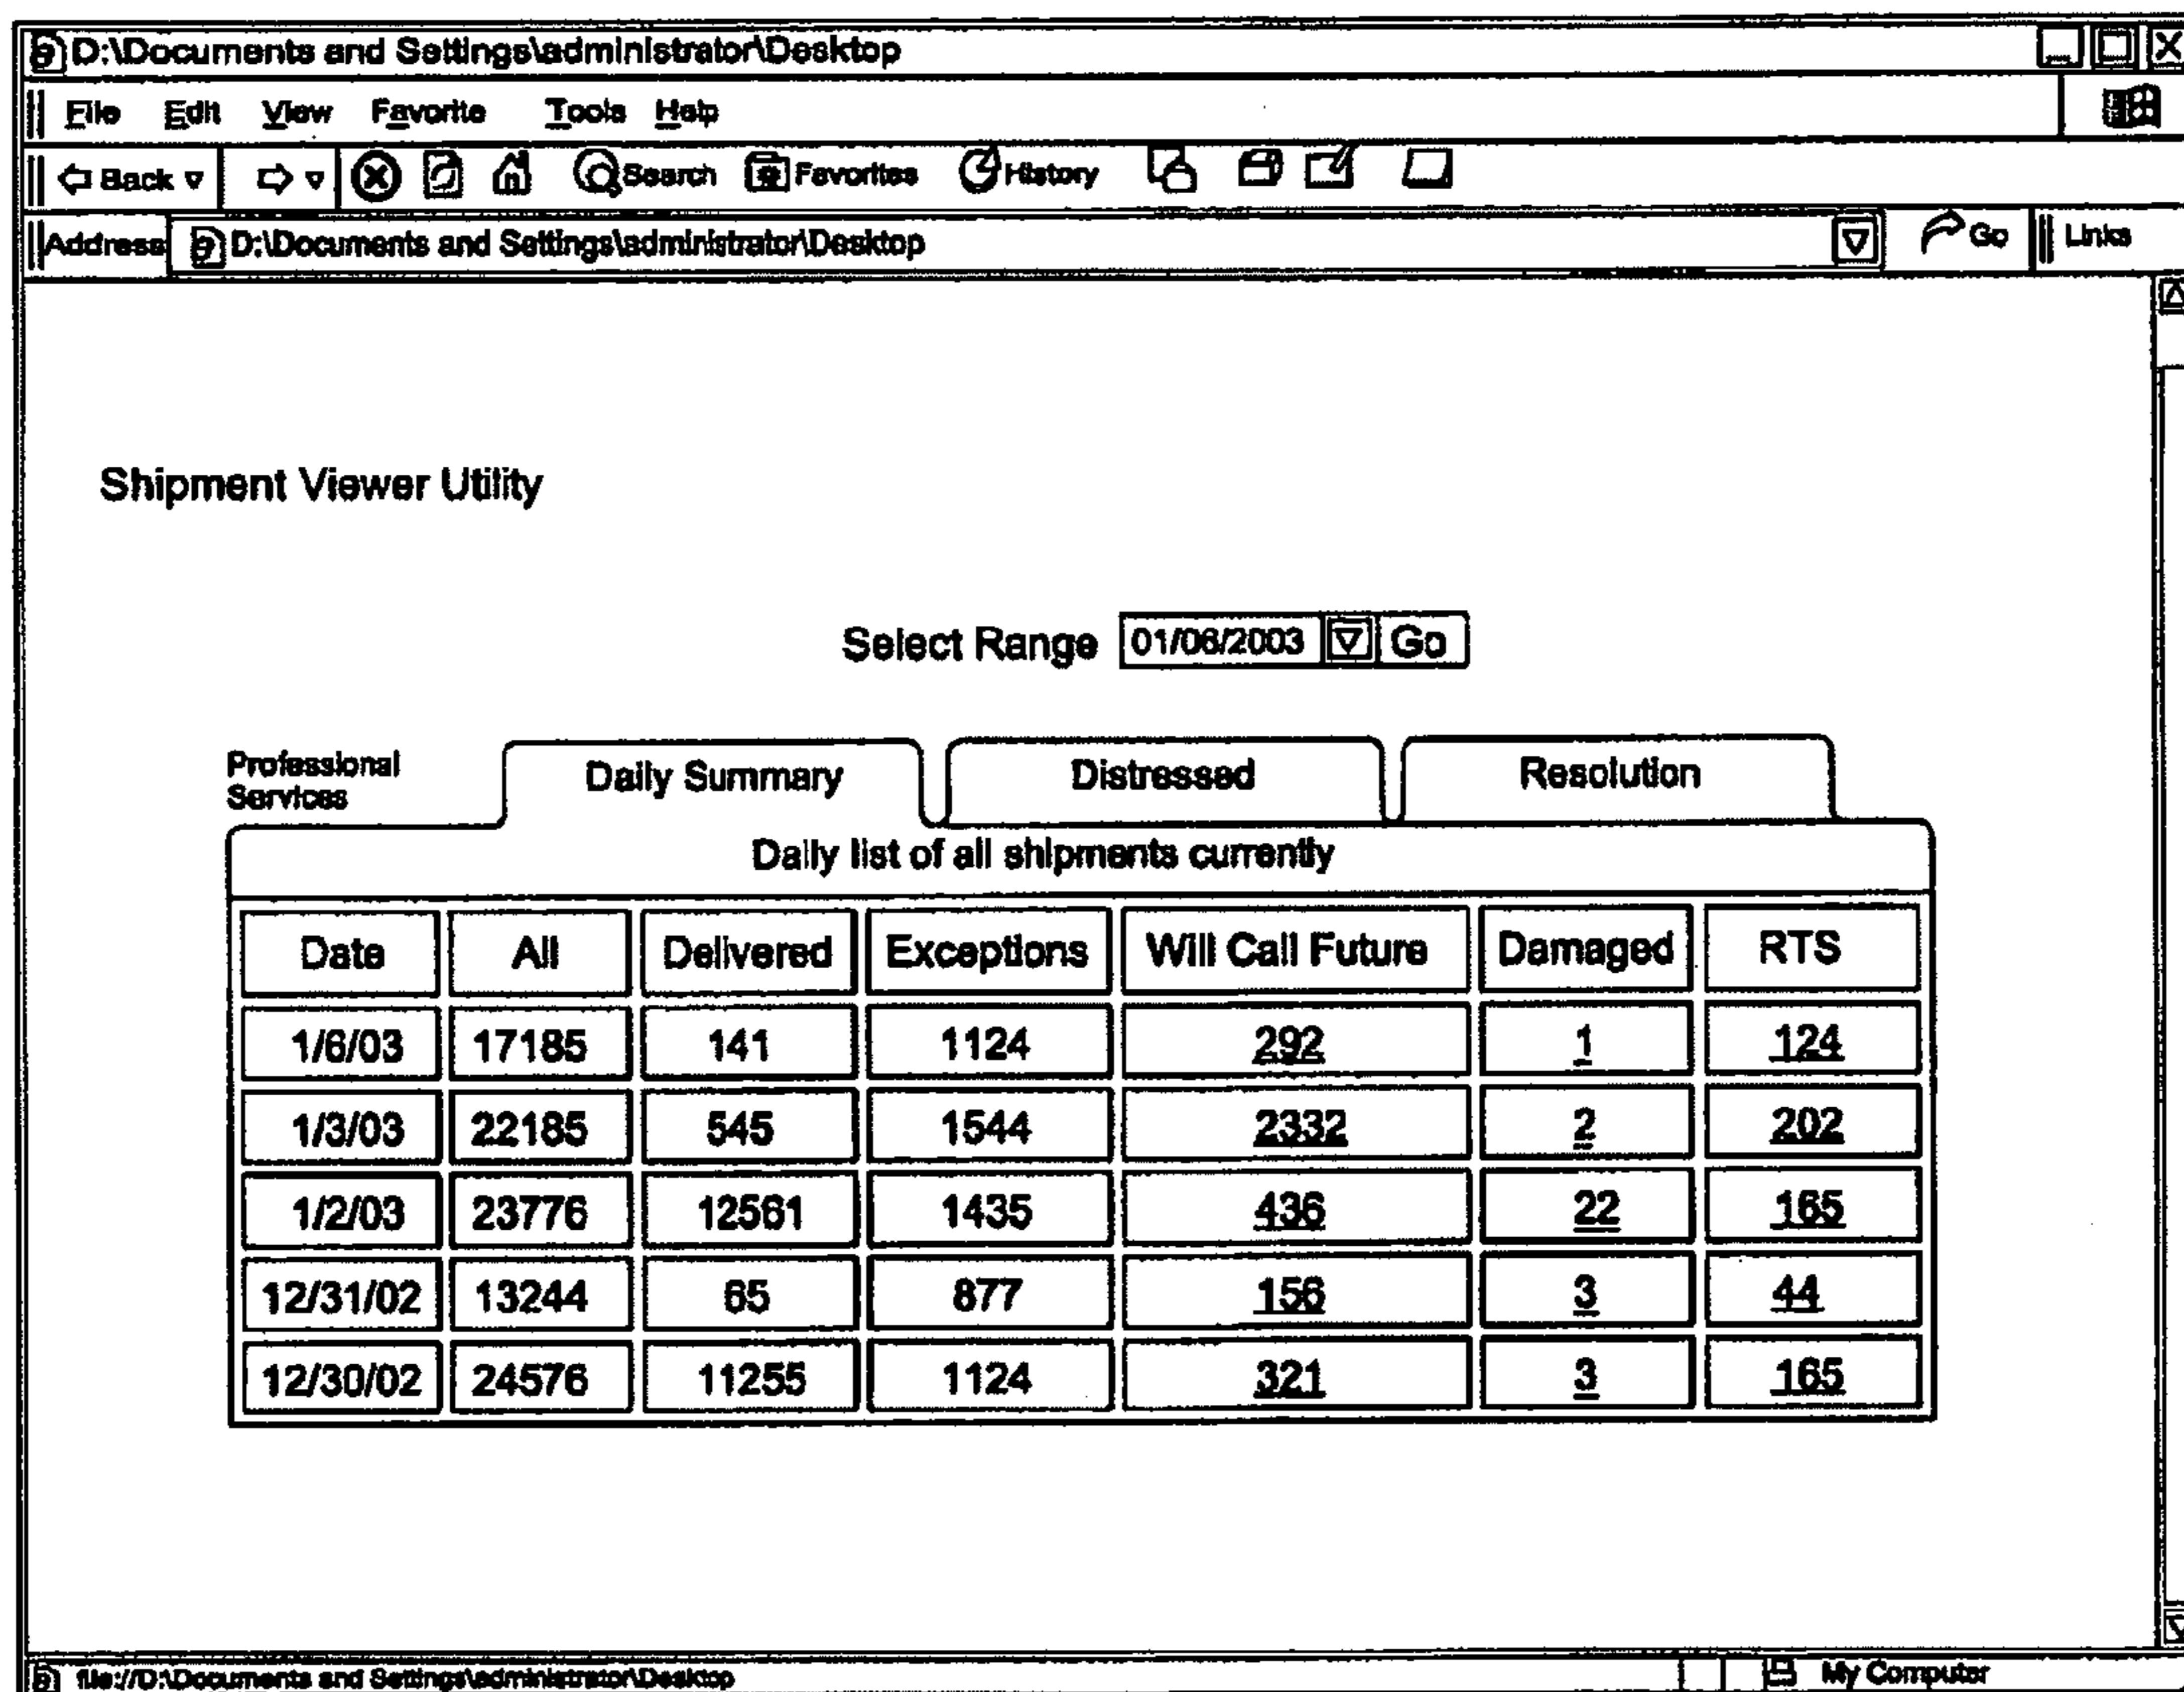 D:\Documents and Settings\administrator\Desktop
File Edit View Favorite Tools Help
Back Search Favorites History
Address D:\Documents and Settings\administrator\Desktop Go Links
Shipment Viewer Utility
Select Range 01/06/2003 Go
Professional Services
Daily Summary Distressed Resolution
Daily list of all shipments currently
Date All Delivered Exceptions Will Call Future Damaged RTS
1/6/03 17185 141 1124 292 1 124
1/3/03 22185 545 1544 2332 2 202
1/2/03 23776 12561 1435 436 22 165
12/31/02 13244 65 877 156 3 44
12/30/02 24576 11255 1124 321 3 165
file://D:\Documents and Settings\administrator\Desktop My Computer